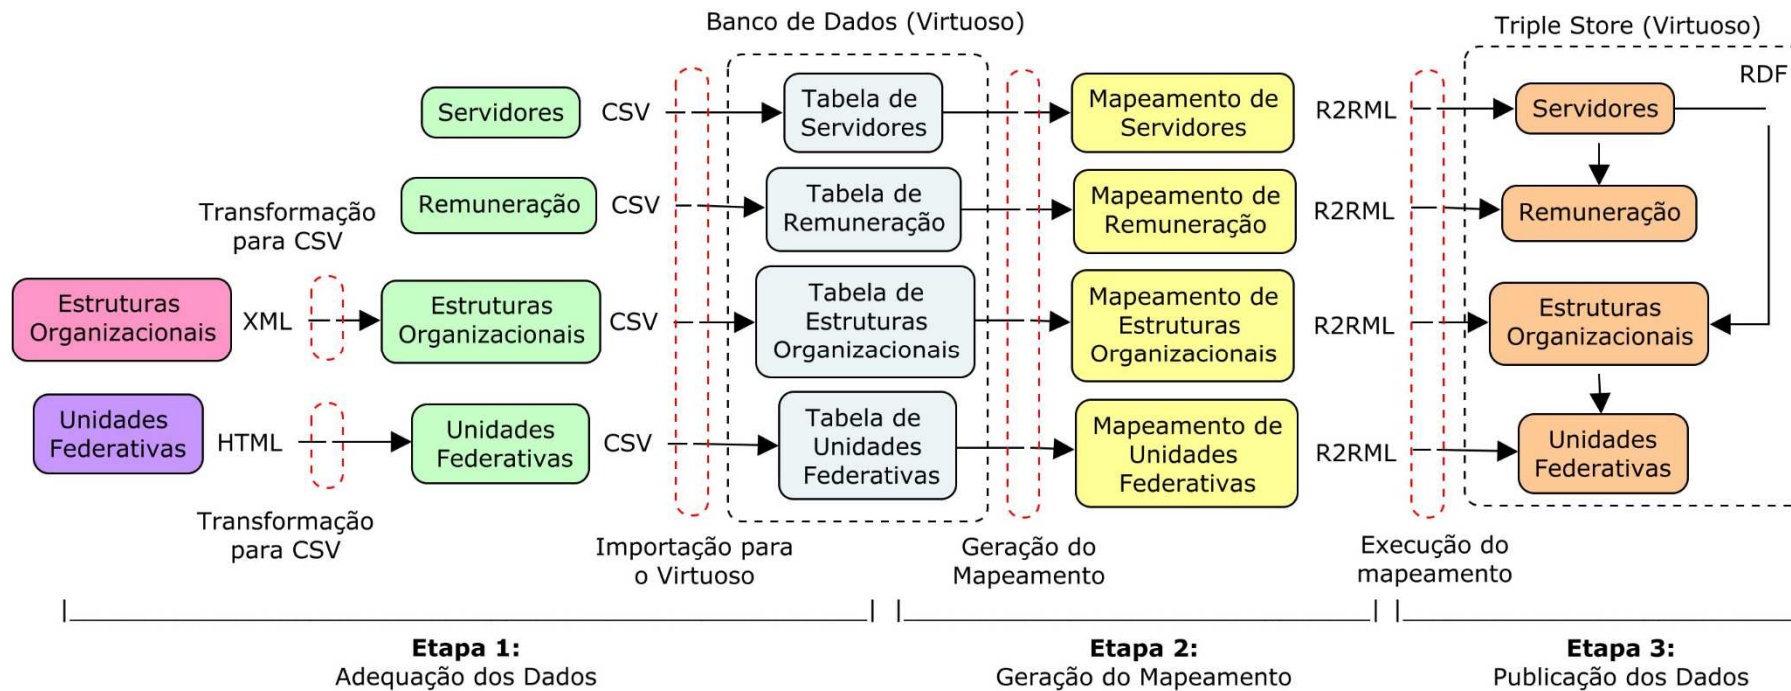 Banco de Dados (Virtuoso)
Triple Store (Virtuoso)
RDF
Servidores
CSV
Tabela de
Servidores
Mapeamento de
Servidores
R2RML
Servidores
Remuneração
CSV
Tabela de
Remuneração
Mapeamento de
Remuneração
R2RML
Remuneração
Transformação
para CSV
Estruturas
Organizacionais
XML
Estruturas
Organizacionais
CSV
Tabela de
Estruturas
Organizacionais
Mapeamento de
Estruturas
Organizacionais
R2RML
Estruturas
Organizacionais
Unidades
Federativas
HTML
Unidades
Federativas
CSV
Tabela de
Unidades
Federativas
Mapeamento de
Unidades
Federativas
R2RML
Unidades
Federativas
Transformação
para CSV
Importação para
o Virtuoso
Geração do
Mapeamento
Execução do
mapeamento
Etapa 1:
Adequação dos Dados
Etapa 2:
Geração do Mapeamento
Etapa 3:
Publicação dos Dados